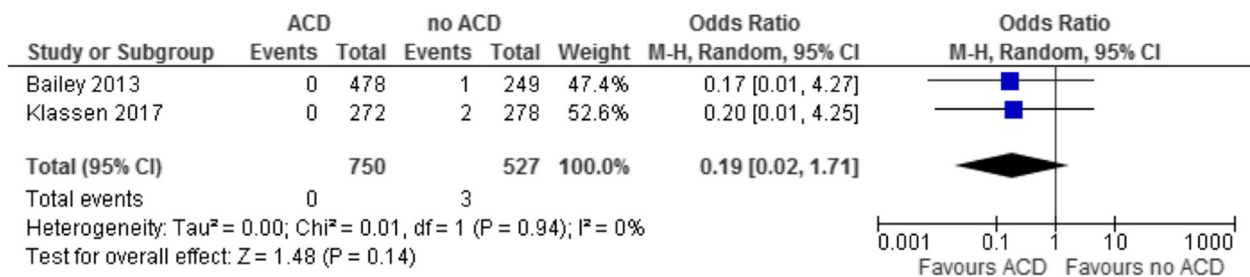 ACD no ACD Odds Ratio Odds Ratio
Study or Subgroup Events Total Events Total Weight M-H, Random, 95% CI M-H, Random, 95% CI
Bailey 2013 0 478 1 249 47.4% 0.17 [0.01, 4.27]
Klassen 2017 0 272 2 278 52.6% 0.20 [0.01, 4.25]
Total (95% CI) 750 527 100.0% 0.19 [0.02, 1.71]
Total events 0 3
Heterogeneity: Tau² = 0.00; Chi² = 0.01, df = 1 (P = 0.94); I² = 0%
Test for overall effect: Z = 1.48 (P = 0.14)
0.001 0.1 1 10 1000
Favours ACD Favours no ACD